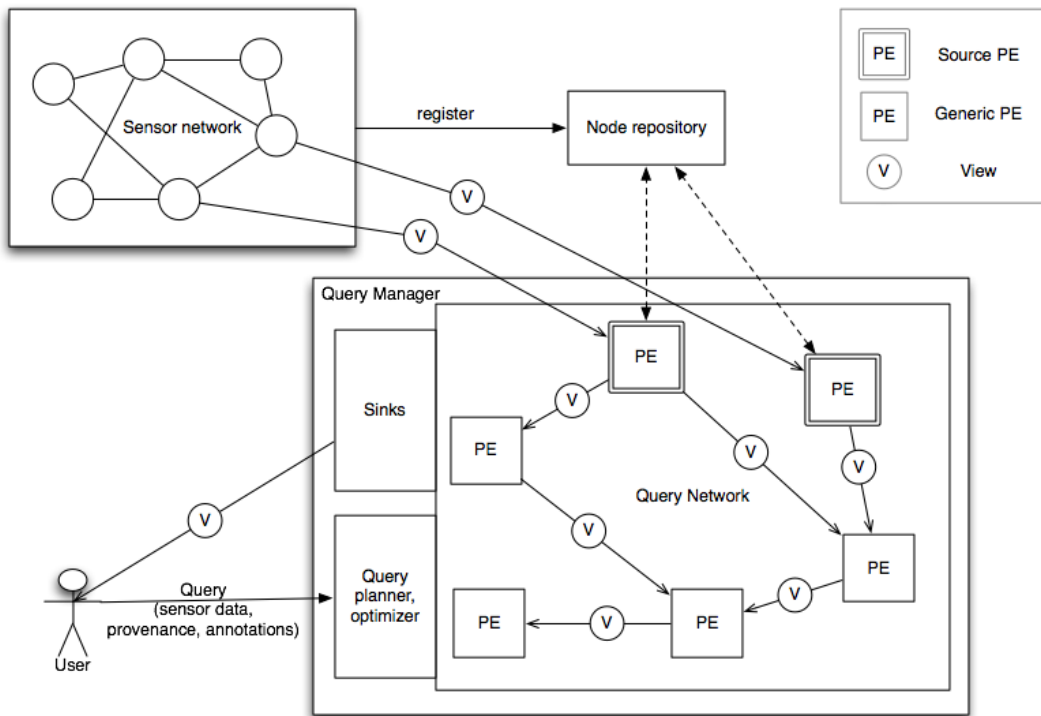 Sensor network
register
Node repository
PE
Source PE
PE
Generic PE
V
View
V
V
Query Manager
PE
PE
Sinks
V
PE
V
V
Query Network
V
V
PE
Query
(sensor data,
provenance, annotations)
User
Query
planner,
optimizer
PE
V
PE
V